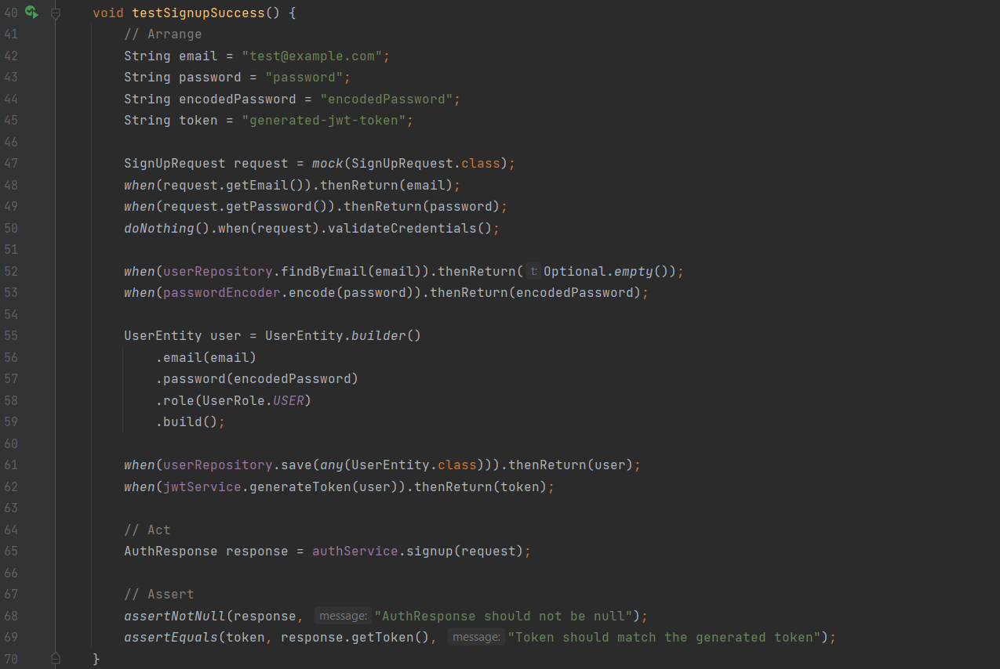 40 void testSignupSuccess() {
41 // Arrange
42 String email = "test@example.com";
43 String password = "password";
44 String encodedPassword = "encodedPassword";
45 String token = "generated-jwt-token";
46
47 SignUpRequest request = mock(SignUpRequest.class);
48 when(request.getEmail()).thenReturn(email);
49 when(request.getPassword()).thenReturn(password);
50 doNothing().when(request).validateCredentials();
51
52 when(userRepository.findByEmail(email)).thenReturn( t: Optional.empty());
53 when(passwordEncoder.encode(password)).thenReturn(encodedPassword);
54
55 UserEntity user = UserEntity.builder()
56 .email(email)
57 .password(encodedPassword)
58 .role(UserRole.USER)
59 .build();
60
61 when(userRepository.save(any(UserEntity.class))).thenReturn(user);
62 when(jwtService.generateToken(user)).thenReturn(token);
63
64 // Act
65 AuthResponse response = authService.signup(request);
66
67 // Assert
68 assertNotNull(response, message: "AuthResponse should not be null");
69 assertEquals(token, response.getToken(), message: "Token should match the generated token");
70 }